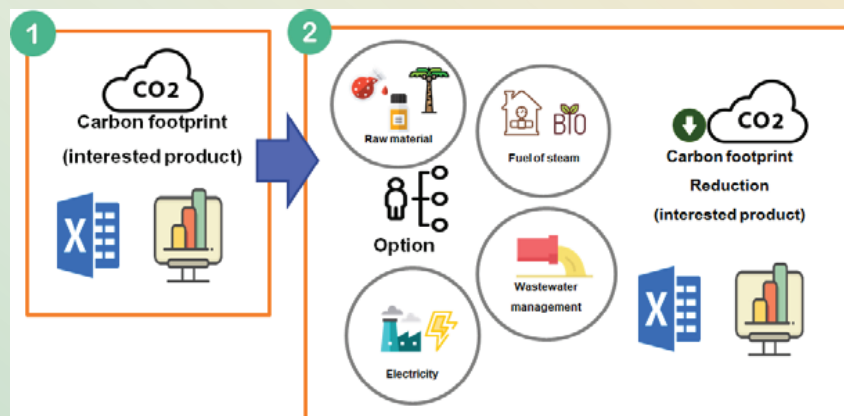 1
CO2
Carbon footprint
(interested product)
X
2
Raw material
BIO
Fuel of steam
Option
Wastewater
management
Electricity
CO2
Carbon footprint
Reduction
(interested product)
X